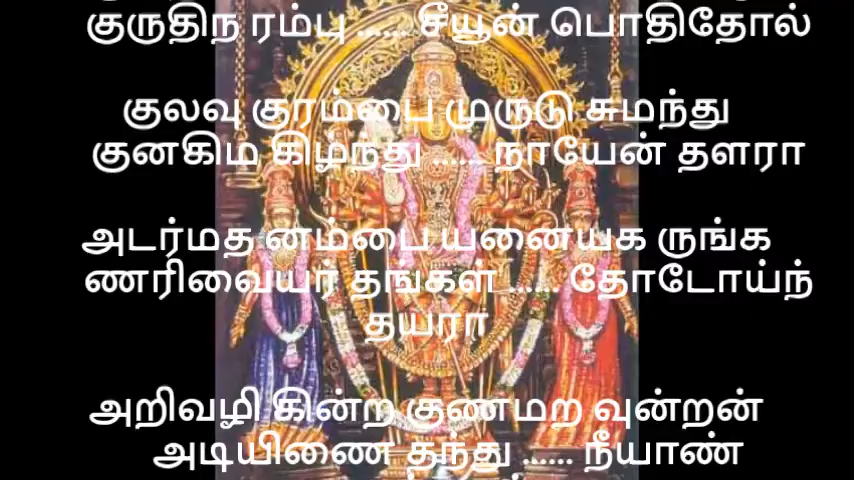 குருதிந ரம்பு ...... சீயூன் பொதிதோல்
குலவு குரம்பை முருடு சுமந்து
குனகிம கிழ்ந்து ...... நாயேன் தளரா
அடர்மத னம்பை யனையக ருங்க
ணரிவையர் தங்கள் ...... தோடோய்ந்
தயரா
அறிவழி கின்ற குணமற வுன்றன்
அடியிணை தந்து ...... நீயாண்